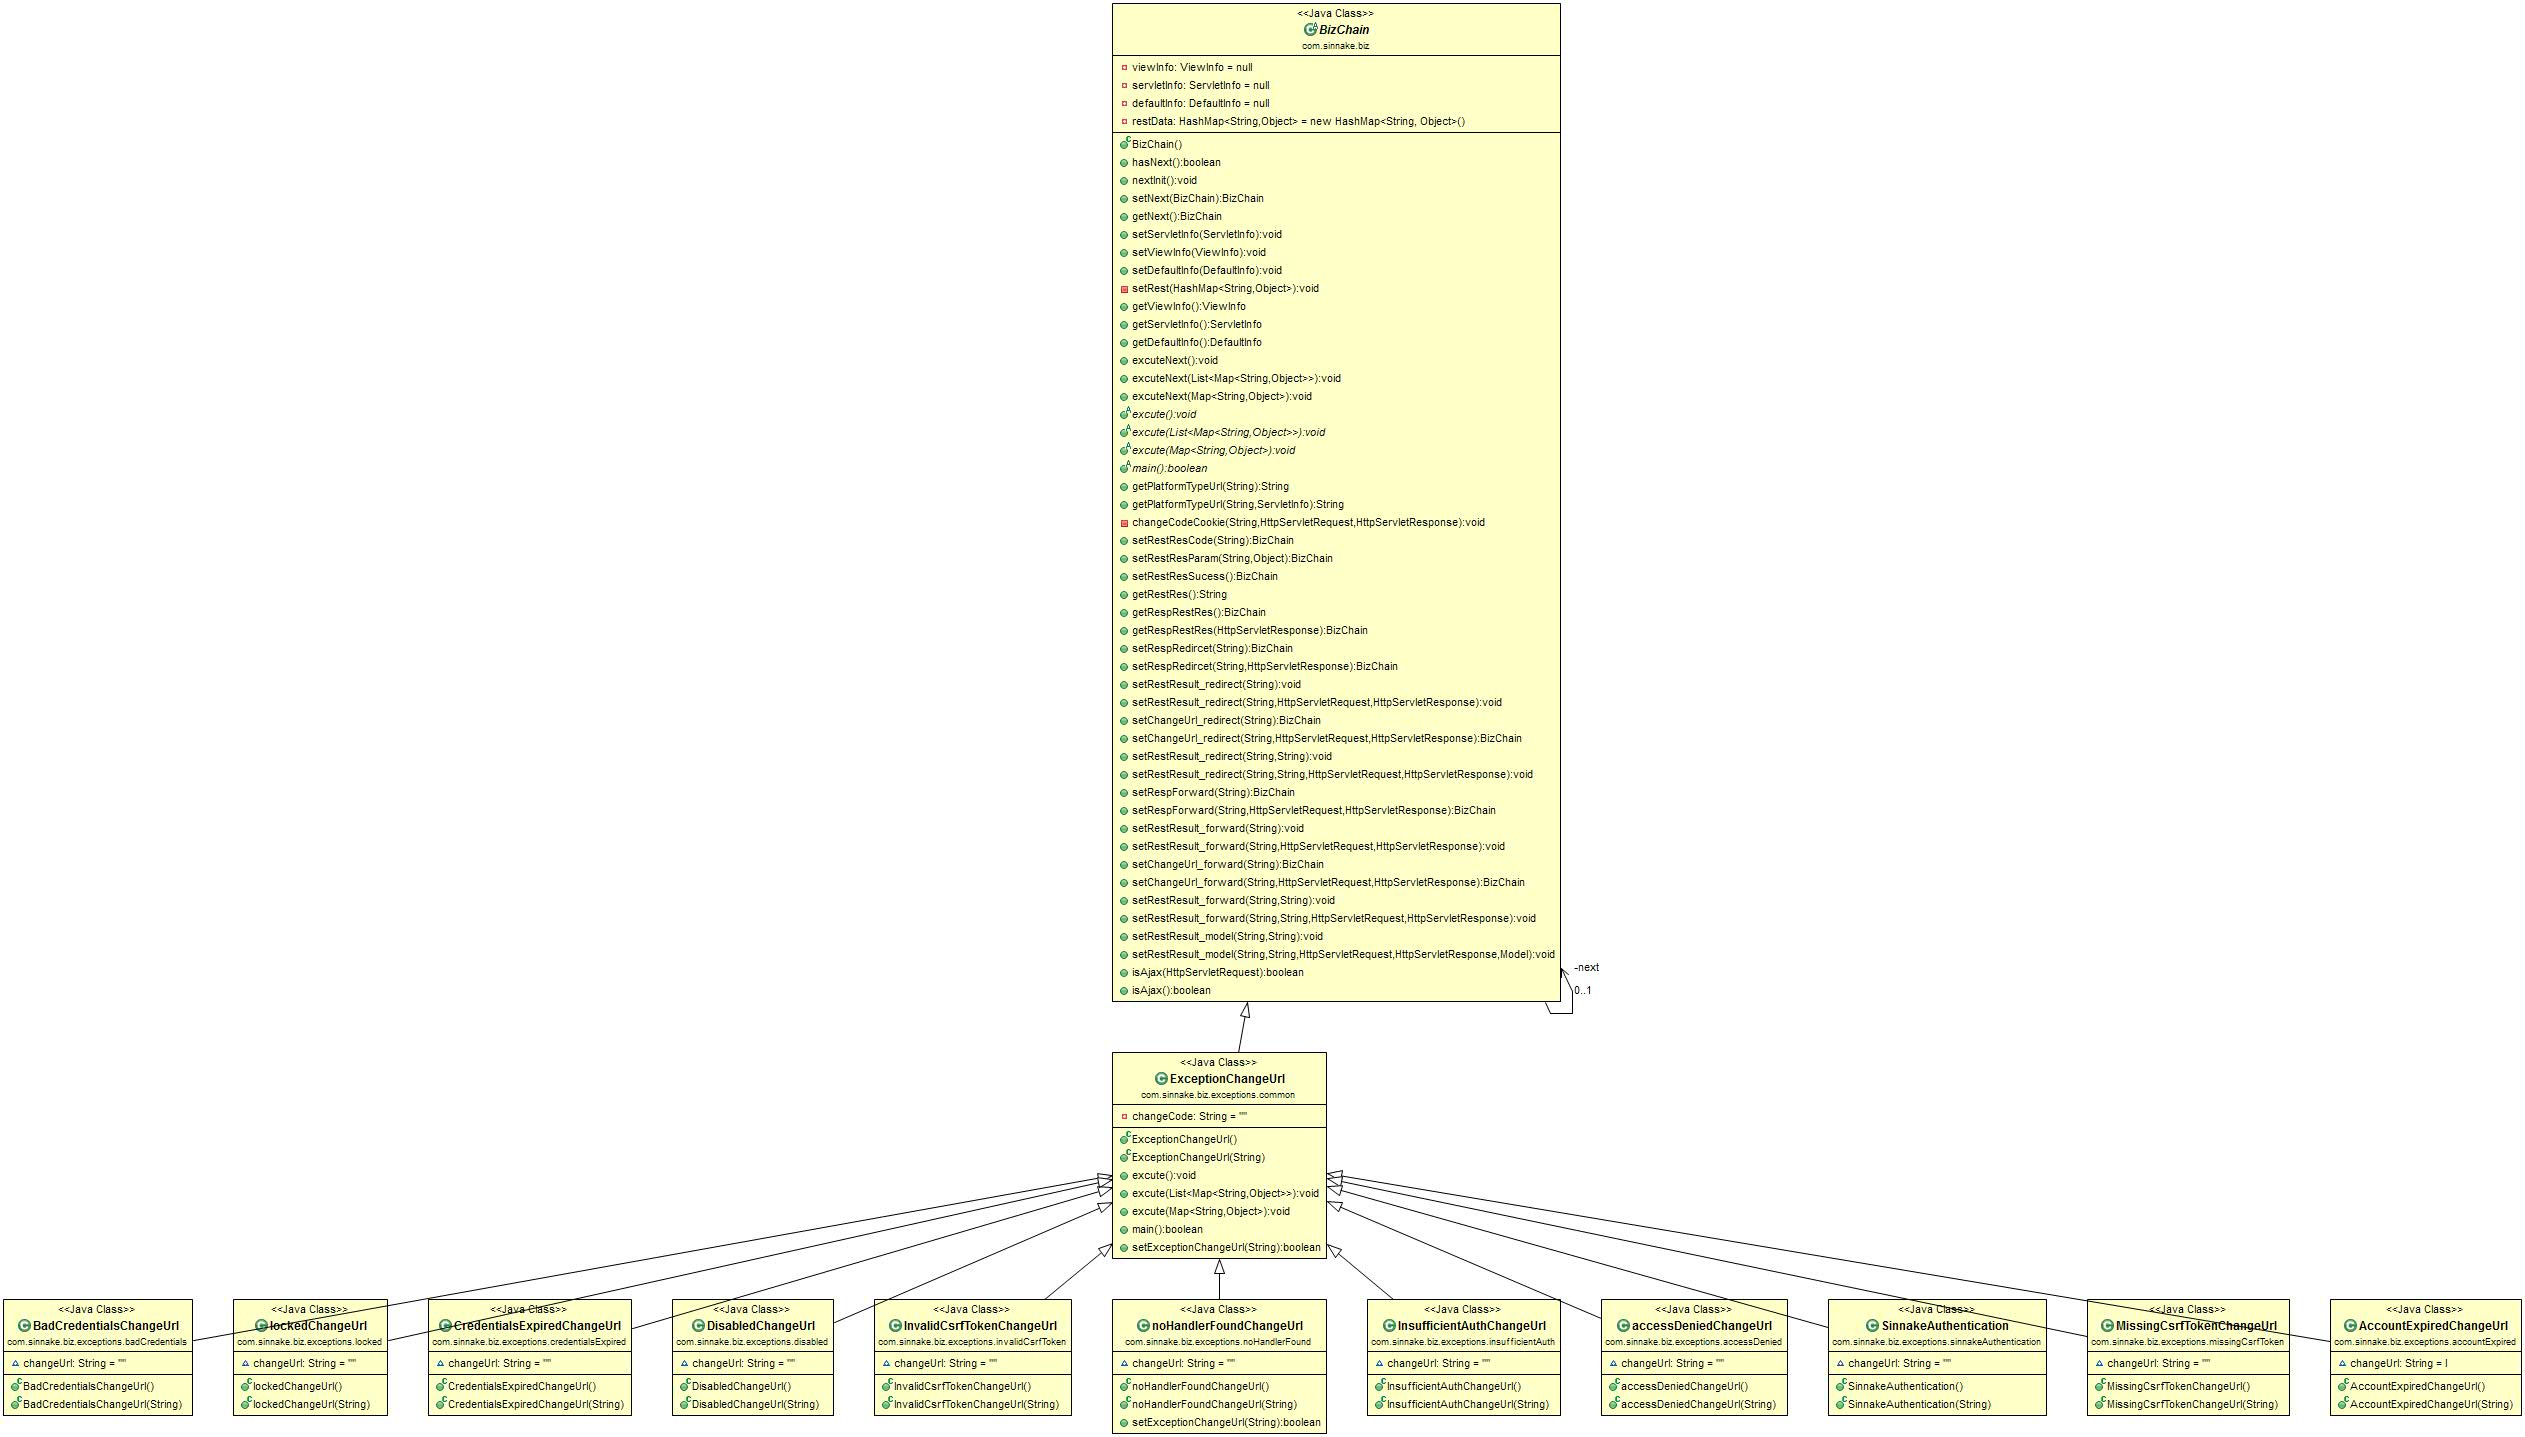 <<Java Class>>
BizChain
com.sinnake.biz
viewInfo: ViewInfo = null
servletInfo: ServletInfo = null
defaultInfo: DefaultInfo = null
restData: HashMap<String,Object> = new HashMap<String, Object>()
BizChain()
hasNext():boolean
nextInit():void
setNext(BizChain):BizChain
getNext():BizChain
setServletInfo(ServletInfo):void
setViewInfo(ViewInfo):void
setDefaultInfo(DefaultInfo):void
setRest(HashMap<String,Object>):void
getViewInfo():ViewInfo
getServletInfo():ServletInfo
getDefaultInfo():DefaultInfo
excuteNext():void
excuteNext(List<Map<String,Object>>):void
excuteNext(Map<String,Object>):void
excute():void
excute(List<Map<String,Object>>):void
excute(Map<String,Object>):void
main():boolean
getPlatformTypeUrl(String):String
getPlatformTypeUrl(String,ServletInfo):String
changeCodeCookie(String,HttpServletRequest,HttpServletResponse):void
setRestResCode(String):BizChain
setRestResParam(String,Object):BizChain
setRestResSucess():BizChain
getRestRes():String
getRespRestRes():BizChain
getRespRestRes(HttpServletResponse):BizChain
setRespRedircet(String):BizChain
setRespRedircet(String,HttpServletResponse):BizChain
setRestResult_redirect(String):void
setRestResult_redirect(String,HttpServletRequest,HttpServletResponse):void
setChangeUrl_redirect(String):BizChain
setChangeUrl_redirect(String,HttpServletRequest,HttpServletResponse):BizChain
setRestResult_redirect(String,String):void
setRestResult_redirect(String,String,HttpServletRequest,HttpServletResponse):void
setRespForward(String):BizChain
setRespForward(String,HttpServletRequest,HttpServletResponse):BizChain
setRestResult_forward(String):void
setRestResult_forward(String,HttpServletRequest,HttpServletResponse):void
setChangeUrl_forward(String):BizChain
setChangeUrl_forward(String,HttpServletRequest,HttpServletResponse):BizChain
setRestResult_forward(String,String):void
setRestResult_forward(String,String,HttpServletRequest,HttpServletResponse):void
setRestResult_model(String,String):void
setRestResult_model(String,String,HttpServletRequest,HttpServletResponse,Model):void
isAjax(HttpServletRequest):boolean
isAjax():boolean
-next
0..1
<<Java Class>>
ExceptionChangeUrl
com.sinnake.biz.exceptions.common
changeCode: String = ""
ExceptionChangeUrl()
ExceptionChangeUrl(String)
excute():void
excute(List<Map<String,Object>>):void
excute(Map<String,Object>):void
main():boolean
setExceptionChangeUrl(String):boolean
<<Java Class>>
BadCredentialsChangeUrl
com.sinnake.biz.exceptions.badCredentials
changeUrl: String = ""
BadCredentialsChangeUrl()
BadCredentialsChangeUrl(String)
<<Java Class>>
lockedChangeUrl
com.sinnake.biz.exceptions.locked
changeUrl: String = ""
lockedChangeUrl()
lockedChangeUrl(String)
<<Java Class>>
CredentialsExpiredChangeUrl
com.sinnake.biz.exceptions.credentialsExpired
changeUrl: String = ""
CredentialsExpiredChangeUrl()
CredentialsExpiredChangeUrl(String)
<<Java Class>>
DisabledChangeUrl
com.sinnake.biz.exceptions.disabled
changeUrl: String = ""
DisabledChangeUrl()
DisabledChangeUrl(String)
<<Java Class>>
InvalidCsrfTokenChangeUrl
com.sinnake.biz.exceptions.invalidCsrfToken
changeUrl: String = ""
InvalidCsrfTokenChangeUrl()
InvalidCsrfTokenChangeUrl(String)
<<Java Class>>
noHandlerFoundChangeUrl
com.sinnake.biz.exceptions.noHandlerFound
changeUrl: String = ""
noHandlerFoundChangeUrl()
noHandlerFoundChangeUrl(String)
setExceptionChangeUrl(String):boolean
<<Java Class>>
InsufficientAuthChangeUrl
com.sinnake.biz.exceptions.insufficientAuth
changeUrl: String = ""
InsufficientAuthChangeUrl()
InsufficientAuthChangeUrl(String)
<<Java Class>>
accessDeniedChangeUrl
com.sinnake.biz.exceptions.accessDenied
changeUrl: String = ""
accessDeniedChangeUrl()
accessDeniedChangeUrl(String)
<<Java Class>>
SinnakeAuthentication
com.sinnake.biz.exceptions.sinnakeAuthentication
changeUrl: String = ""
SinnakeAuthentication()
SinnakeAuthentication(String)
<<Java Class>>
MissingCsrfTokenChangeUrl
com.sinnake.biz.exceptions.missingCsrfToken
changeUrl: String = ""
MissingCsrfTokenChangeUrl()
MissingCsrfTokenChangeUrl(String)
<<Java Class>>
AccountExpiredChangeUrl
com.sinnake.biz.exceptions.accountExpired
changeUrl: String = l
AccountExpiredChangeUrl()
AccountExpiredChangeUrl(String)